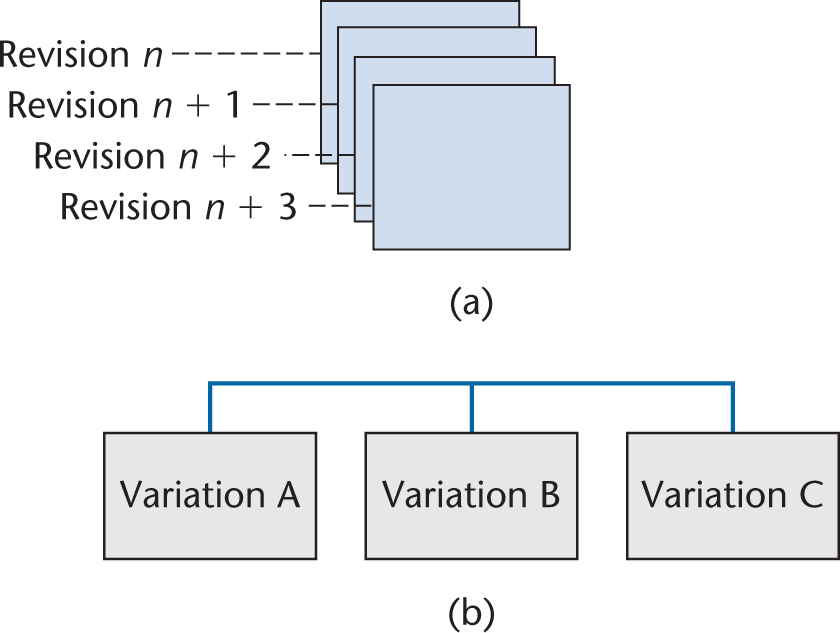 Revision n
Revision n + 1
Revision n + 2
Revision n + 3
(a)
Variation A
Variation B
Variation C
(b)